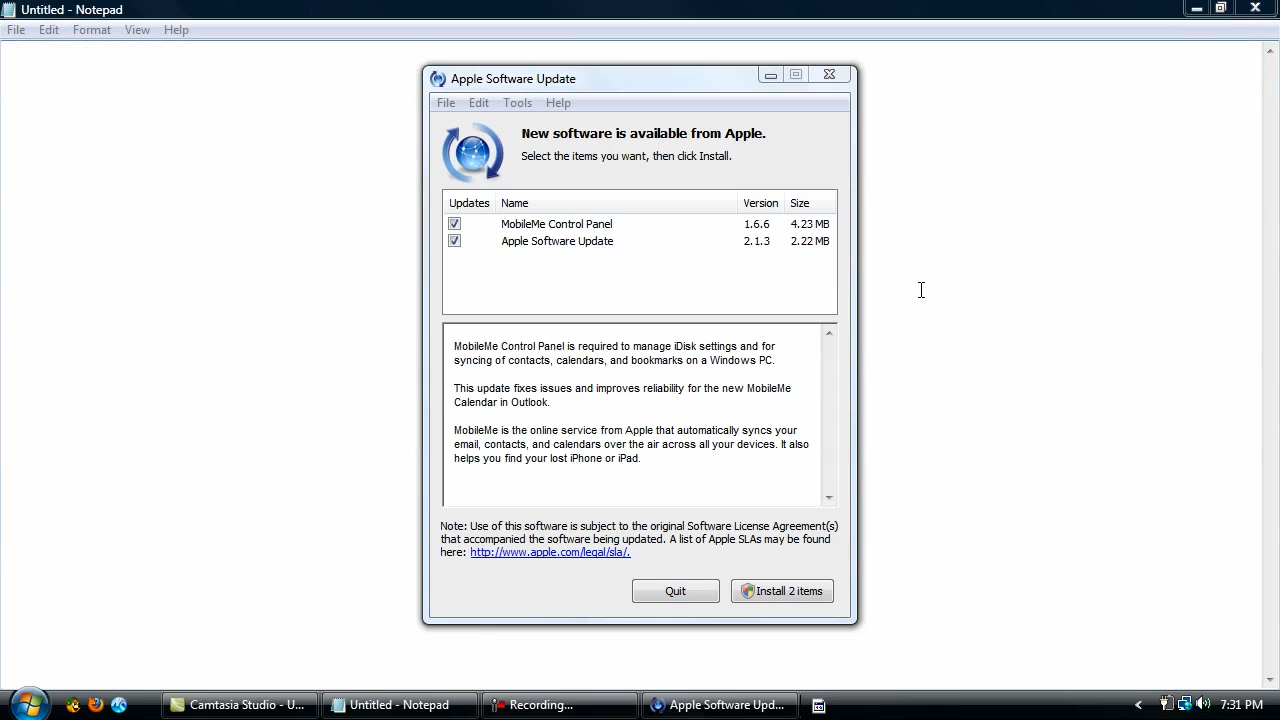 Untitled - Notepad
File Edit Format View Help
Apple Software Update
File Edit Tools Help
New software is available from Apple.
Select the items you want, then click Install.
Updates Name Version Size
MobileMe Control Panel 1.6.6 4.23 MB
Apple Software Update 2.1.3 2.22 MB
MobileMe Control Panel is required to manage iDisk settings and for
syncing of contacts, calendars, and bookmarks on a Windows PC.
This update fixes issues and improves reliability for the new MobileMe
Calendar in Outlook.
MobileMe is the online service from Apple that automatically syncs your
email, contacts, and calendars over the air across all your devices. It also
helps you find your lost iPhone or iPad.
Note: Use of this software is subject to the original Software License Agreement(s)
that accompanied the software being updated. A list of Apple SLAs may be found
here: http://www.apple.com/legal/sla/.
Quit Install 2 items
Camtasia Studio - U... Untitled - Notepad Recording... Apple Software Upd... 7:31 PM